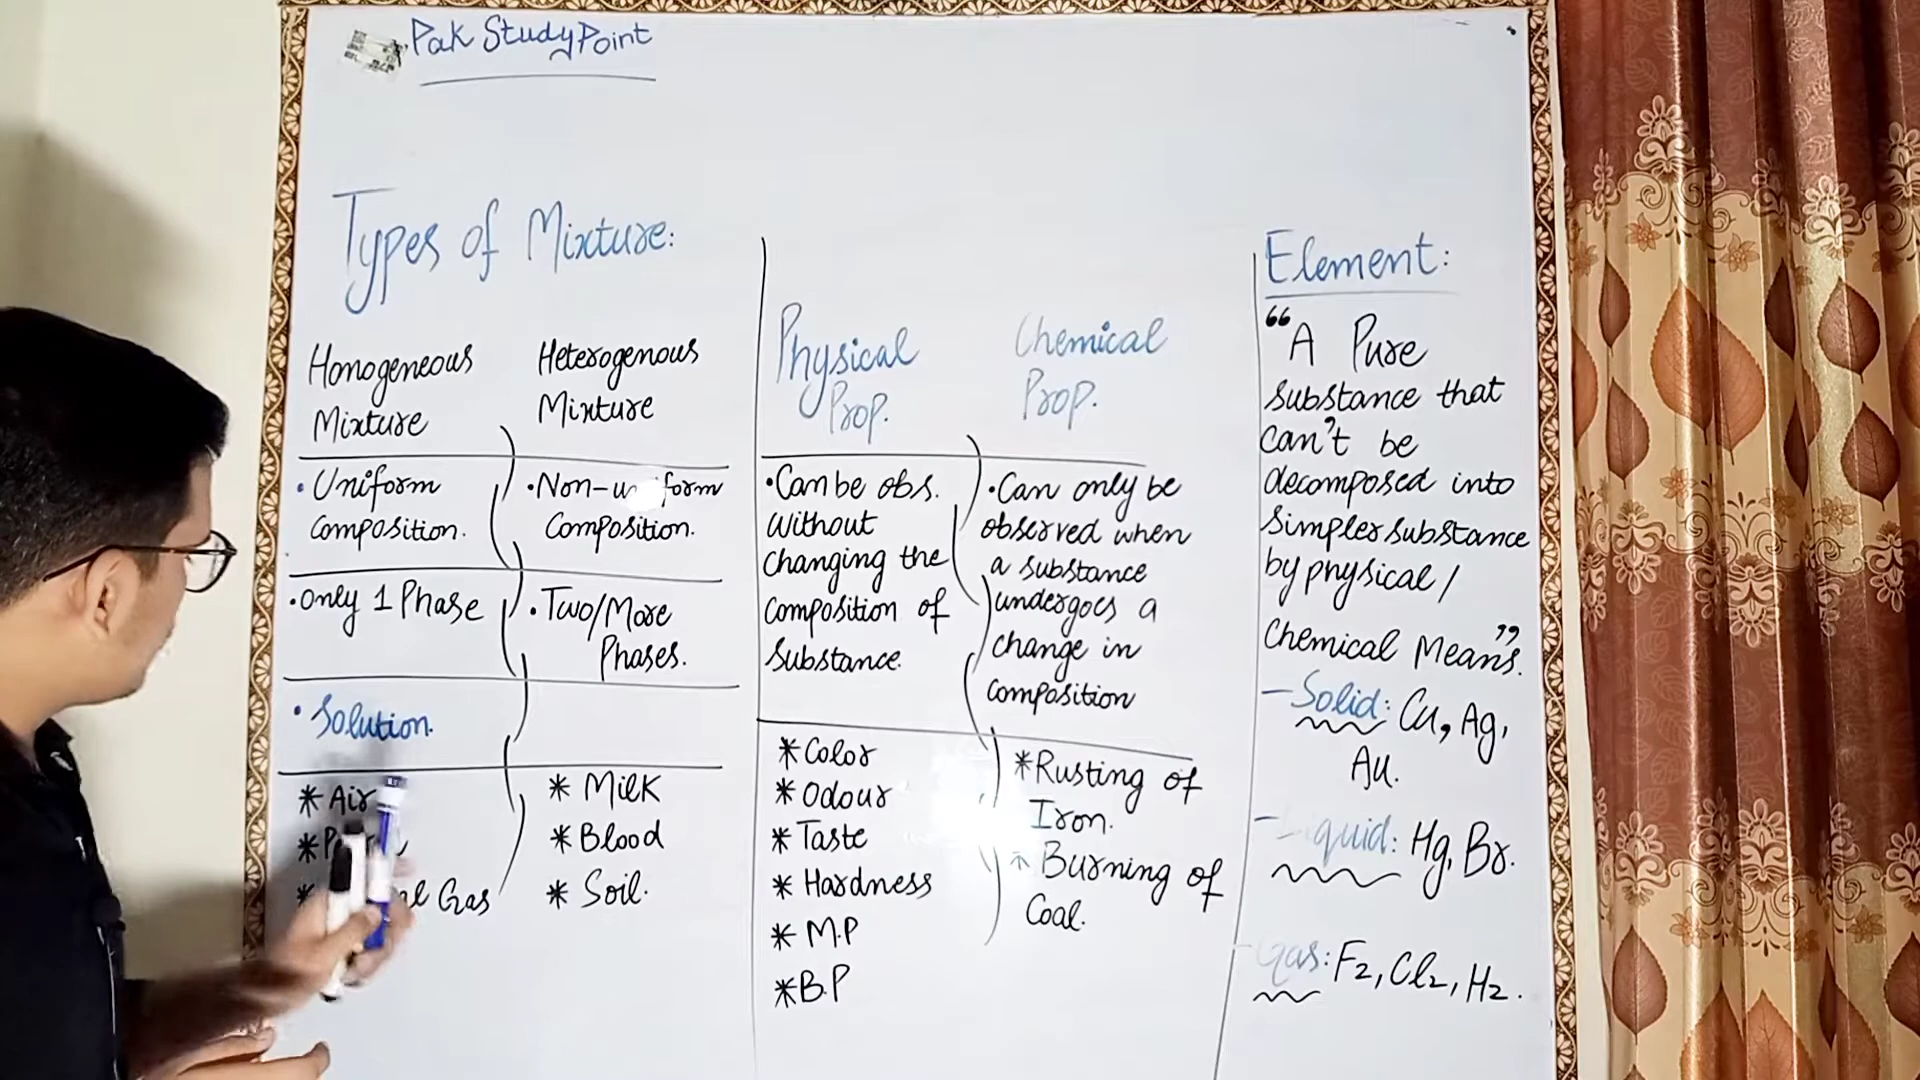 Pak StudyPoint
Types of Mixture:
Homogeneous
Mixture
Heterogenous
Mixture
• Uniform
composition.
• Non-uniform
Composition.
• Only 1 Phase
• Two/More
Phases.
• Solution.
* Air
*
* Gas
* Milk
* Blood
* Soil.
Physical
Prop.
Chemical
Prop.
• Can be obs.
without
changing the
composition of
substance.
• Can only be
observed when
a substance
undergoes a
change in
composition
* Color
* Odour
* Taste
* Hardness
* M.P
* B.P
* Rusting of
Iron.
* Burning of
Coal.
Element:
“A Pure
substance that
can't be
decomposed into
simpler substance
by physical /
Chemical Means”.
- Solid: Cu, Ag,
Au.
- Liquid: Hg, Br.
- Gas: F2, Cl2, H2.